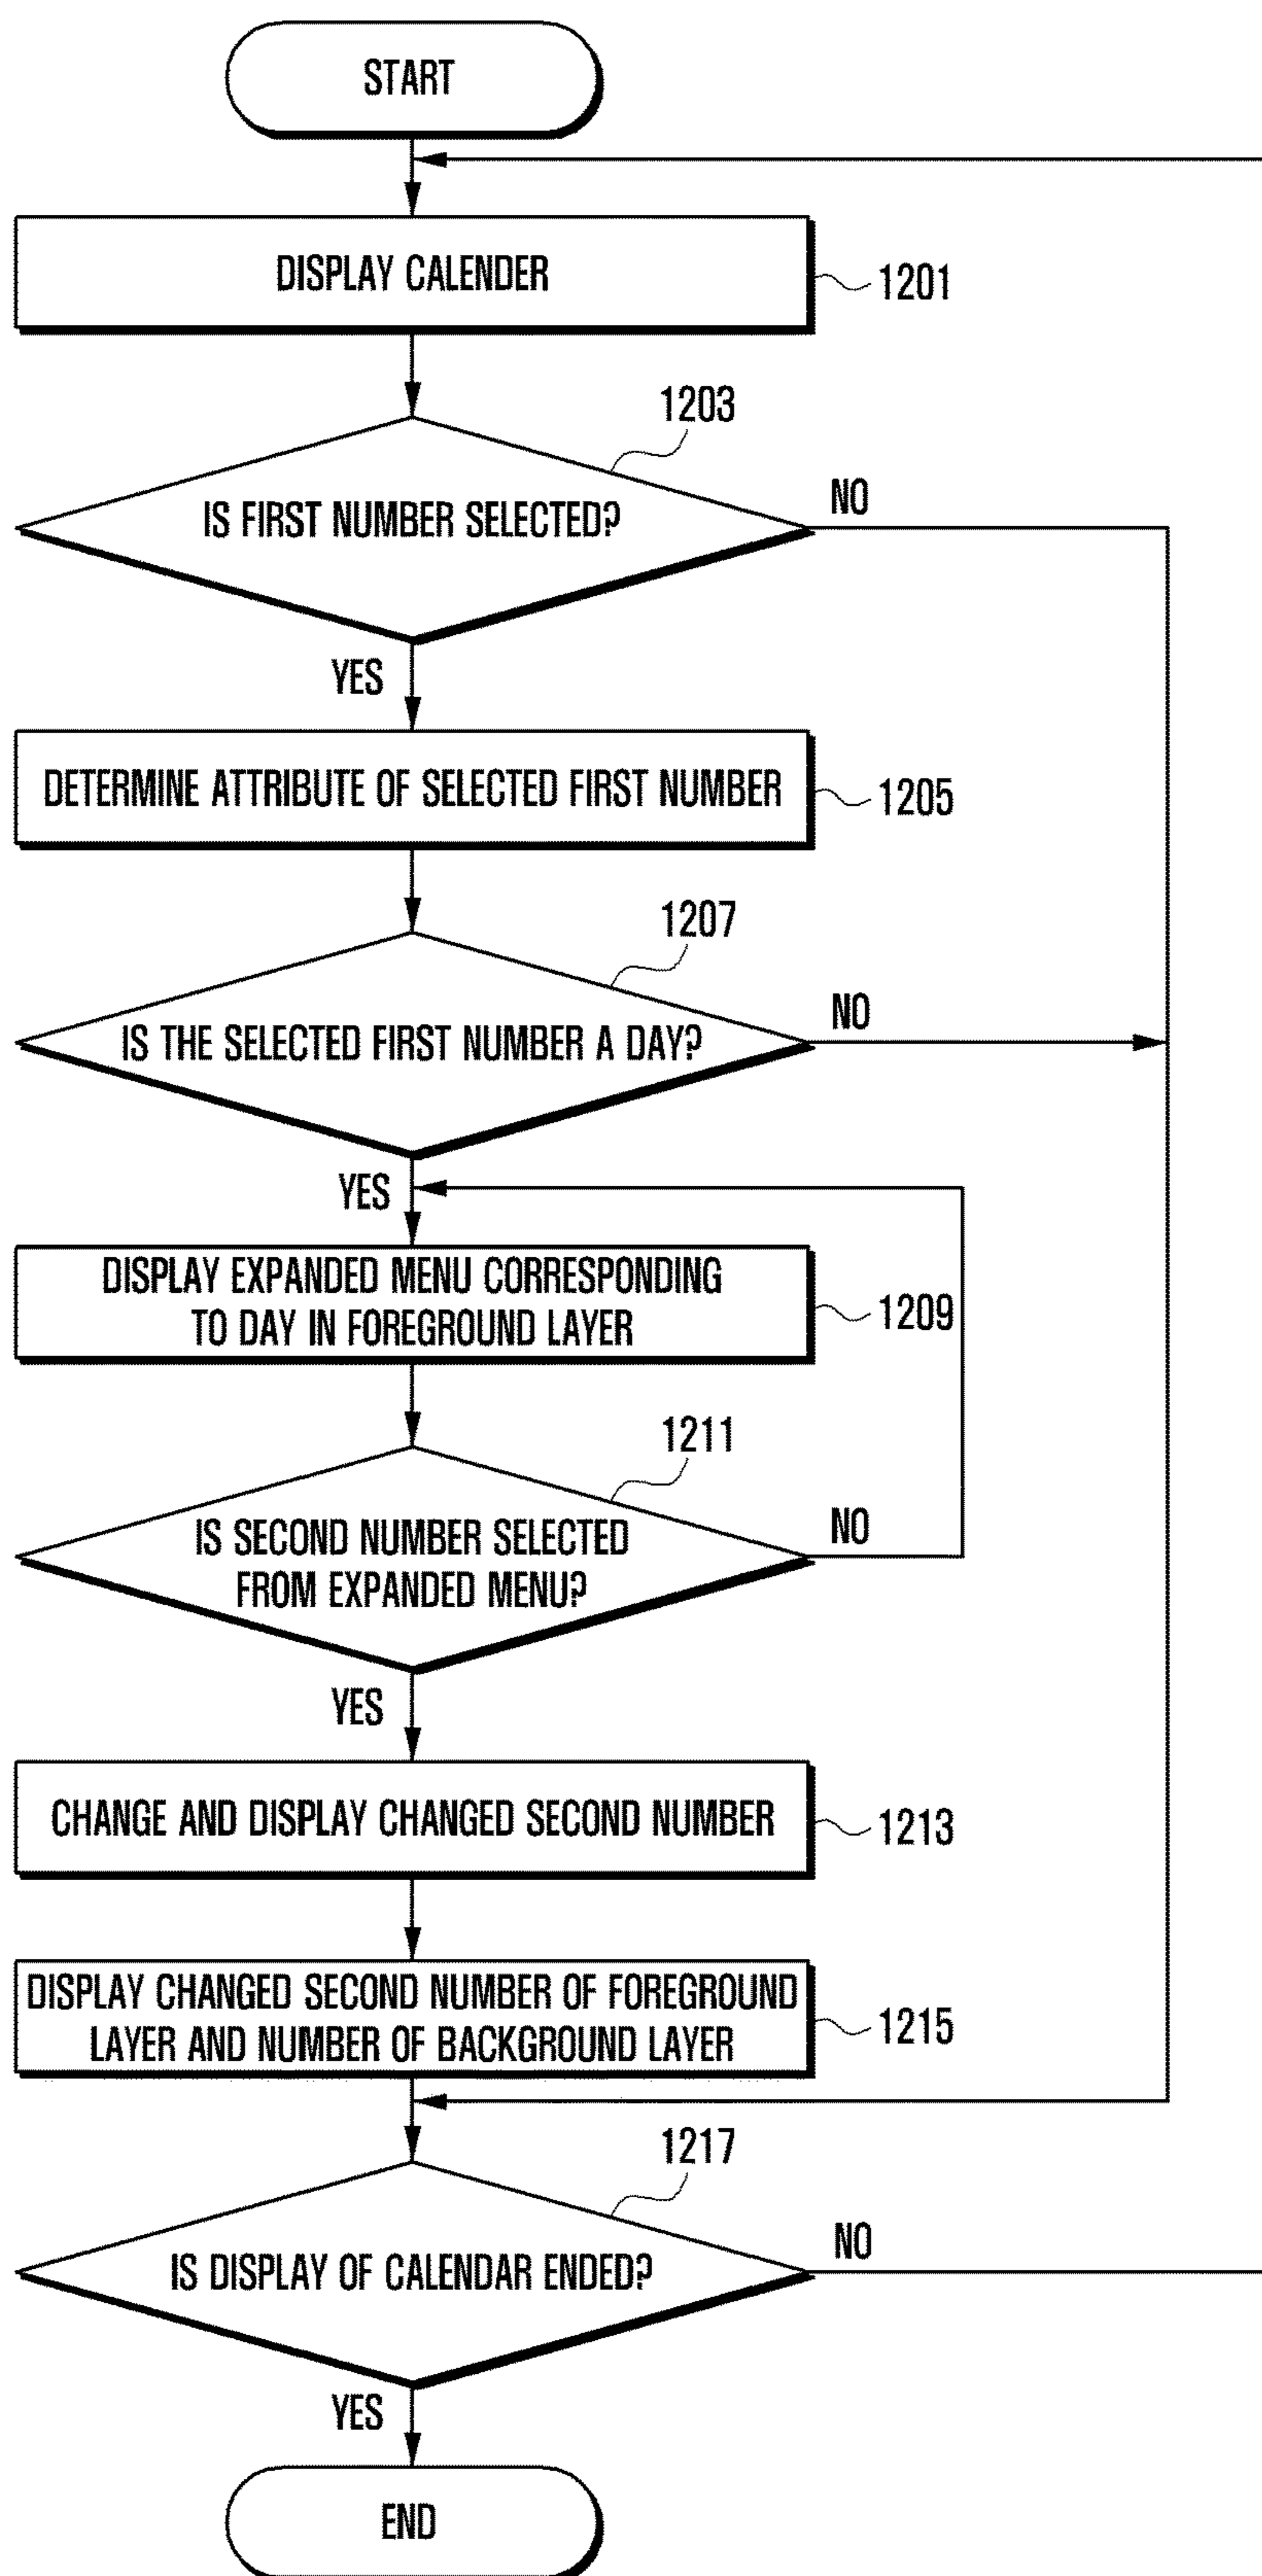 START
DISPLAY CALENDER
1201
1203
IS FIRST NUMBER SELECTED?
NO
YES
DETERMINE ATTRIBUTE OF SELECTED FIRST NUMBER
1205
1207
IS THE SELECTED FIRST NUMBER A DAY?
NO
YES
DISPLAY EXPANDED MENU CORRESPONDING
TO DAY IN FOREGROUND LAYER
1209
1211
IS SECOND NUMBER SELECTED
FROM EXPANDED MENU?
NO
YES
CHANGE AND DISPLAY CHANGED SECOND NUMBER
1213
DISPLAY CHANGED SECOND NUMBER OF FOREGROUND
LAYER AND NUMBER OF BACKGROUND LAYER
1215
1217
IS DISPLAY OF CALENDAR ENDED?
NO
YES
END